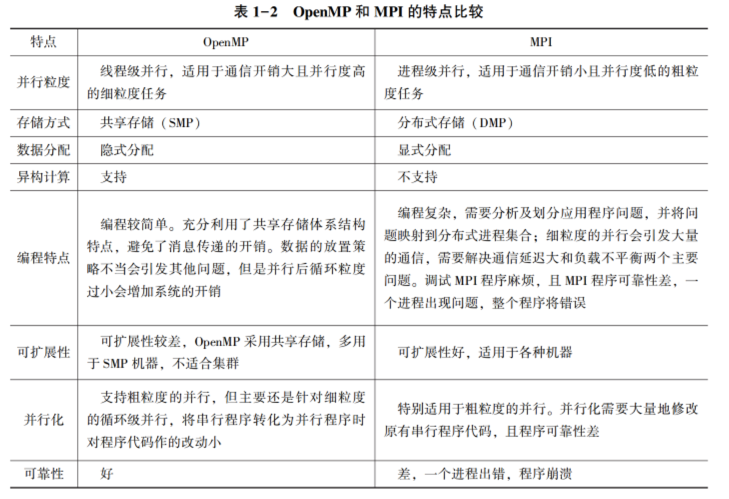 表 1-2 OpenMP 和 MPI 的特点比较
特点 OpenMP MPI
并行粒度
线程级并行，适用于通信开销大且并行度高
的细粒度任务
进程级并行，适用于通信开销小且并行度低的粗粒
度任务
存储方式 共享存储（SMP） 分布式存储（DMP）
数据分配 隐式分配 显式分配
异构计算 支持 不支持
编程特点
编程较简单。充分利用了共享存储体系结构
特点，避免了消息传递的开销。数据的放置策
略不当会引发其他问题，但是并行后循环粒度
过小会增加系统的开销
编程复杂，需要分析及划分应用程序问题，并将问
题映射到分布式进程集合；细粒度的并行会引发大量
的通信，需要解决通信延迟大和负载不平衡两个主要
问题。调试 MPI 程序麻烦，且 MPI 程序可靠性差，一
个进程出现问题，整个程序将错误
可扩展性
可扩展性较差，OpenMP 采用共享存储，多用
于 SMP 机器，不适合集群
可扩展性好，适用于各种机器
并行化
支持粗粒度的并行，但主要还是针对细粒度
的循环级并行，将串行程序转化为并行程序时
对程序代码作的改动小
特别适用于粗粒度的并行。并行化需要大量地修改
原有串行程序代码，且程序可靠性差
可靠性 好 差，一个进程出错，程序崩溃